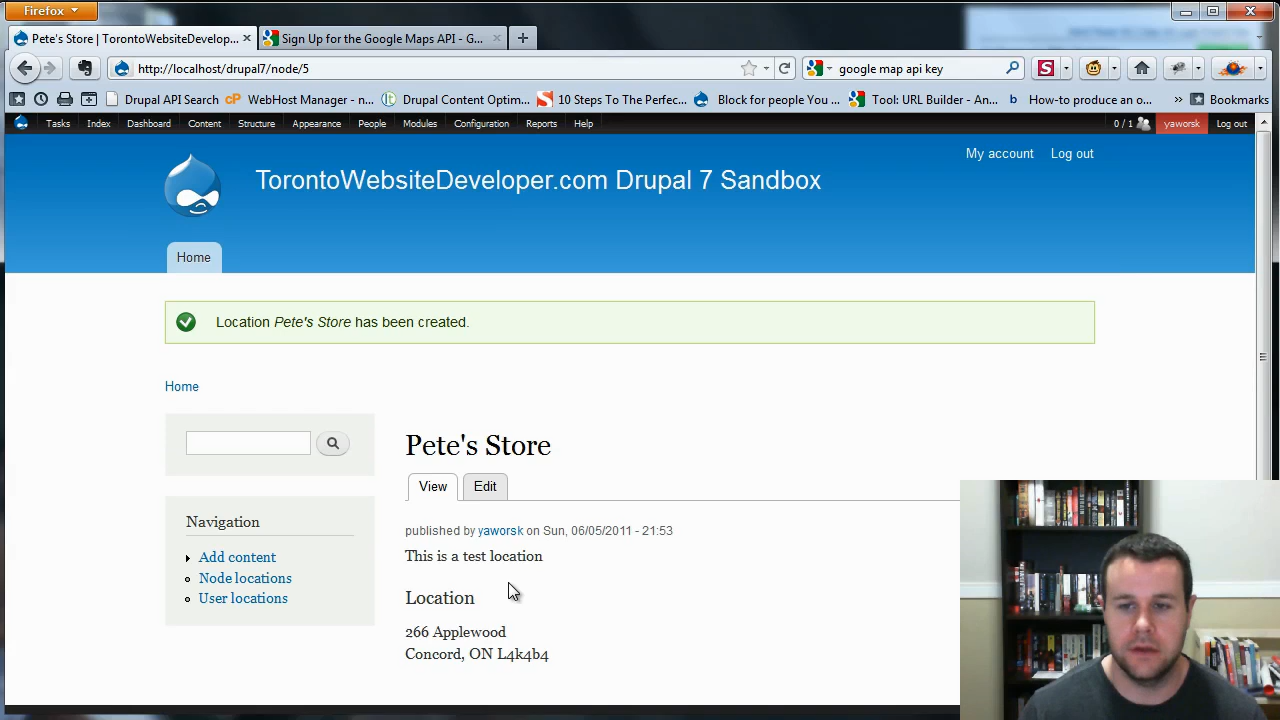 Firefox
Pete's Store | TorontoWebsiteDevelop...
Sign Up for the Google Maps API - G...
http://localhost/drupal7/node/5
google map api key
Drupal API Search
WebHost Manager - n...
Drupal Content Optim...
10 Steps To The Perfec...
Block for people You ...
Tool: URL Builder - An...
How-to produce an o...
Bookmarks
Tasks Index Dashboard Content Structure Appearance People Modules Configuration Reports Help
0 / 1 yaworsk Log out
My account Log out
TorontoWebsiteDeveloper.com Drupal 7 Sandbox
Home
Location Pete's Store has been created.
Home
Pete's Store
View Edit
Navigation
Add content
Node locations
User locations
published by yaworsk on Sun, 06/05/2011 - 21:53
This is a test location
Location
266 Applewood
Concord, ON L4k4b4